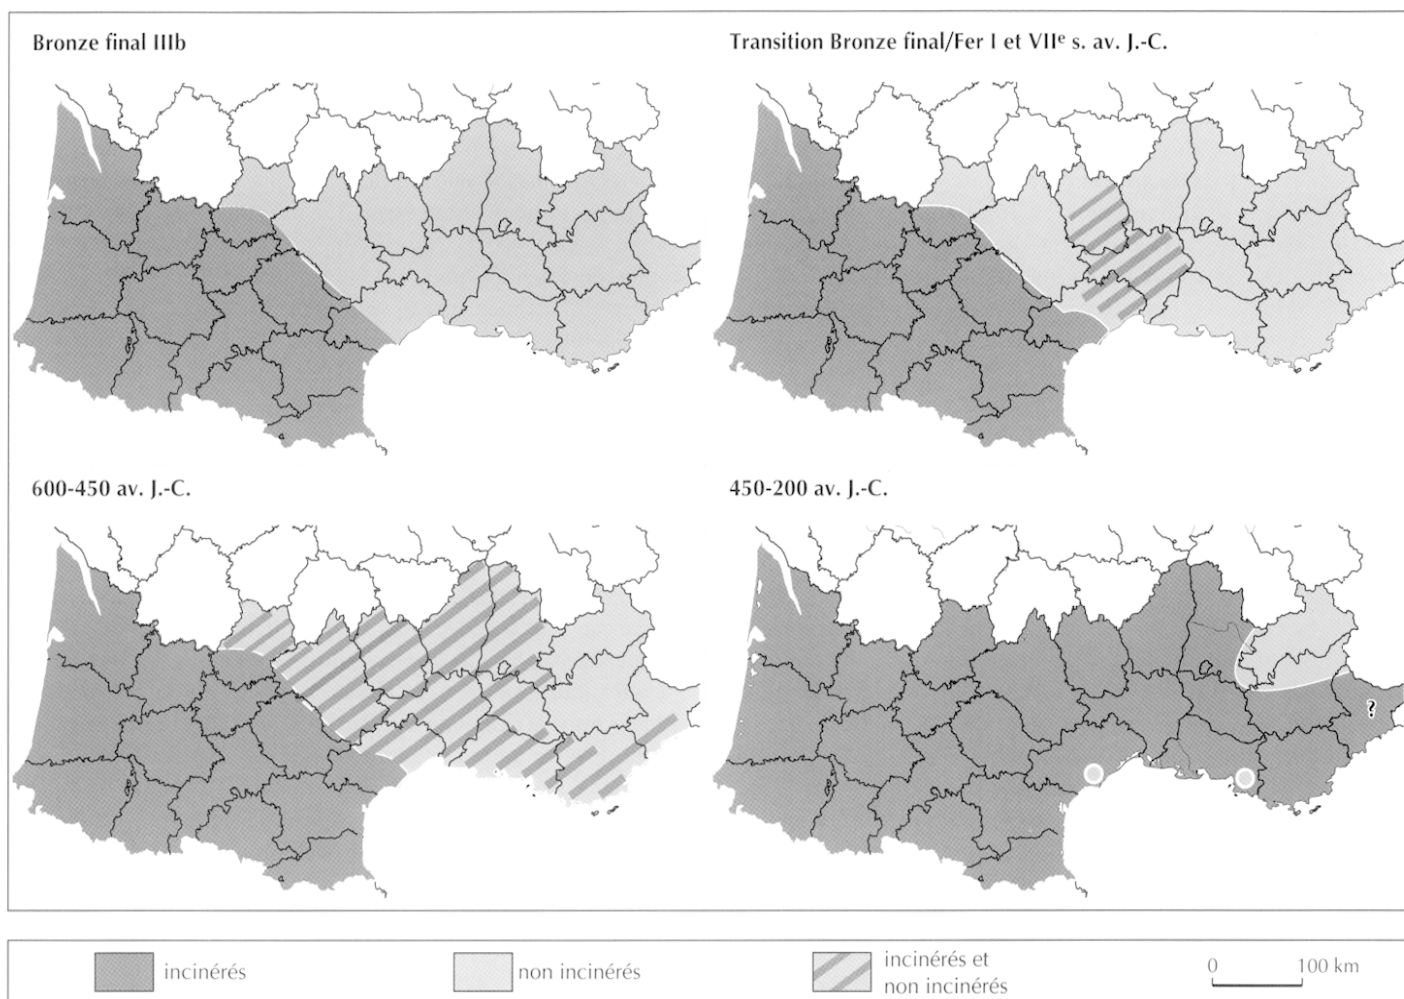 Bronze final IIIb
Transition Bronze final/Fer I et VIIe s. av. J.-C.
600-450 av. J.-C.
450-200 av. J.-C.
?
incinérés
non incinérés
incinérés et
non incinérés
0 100 km